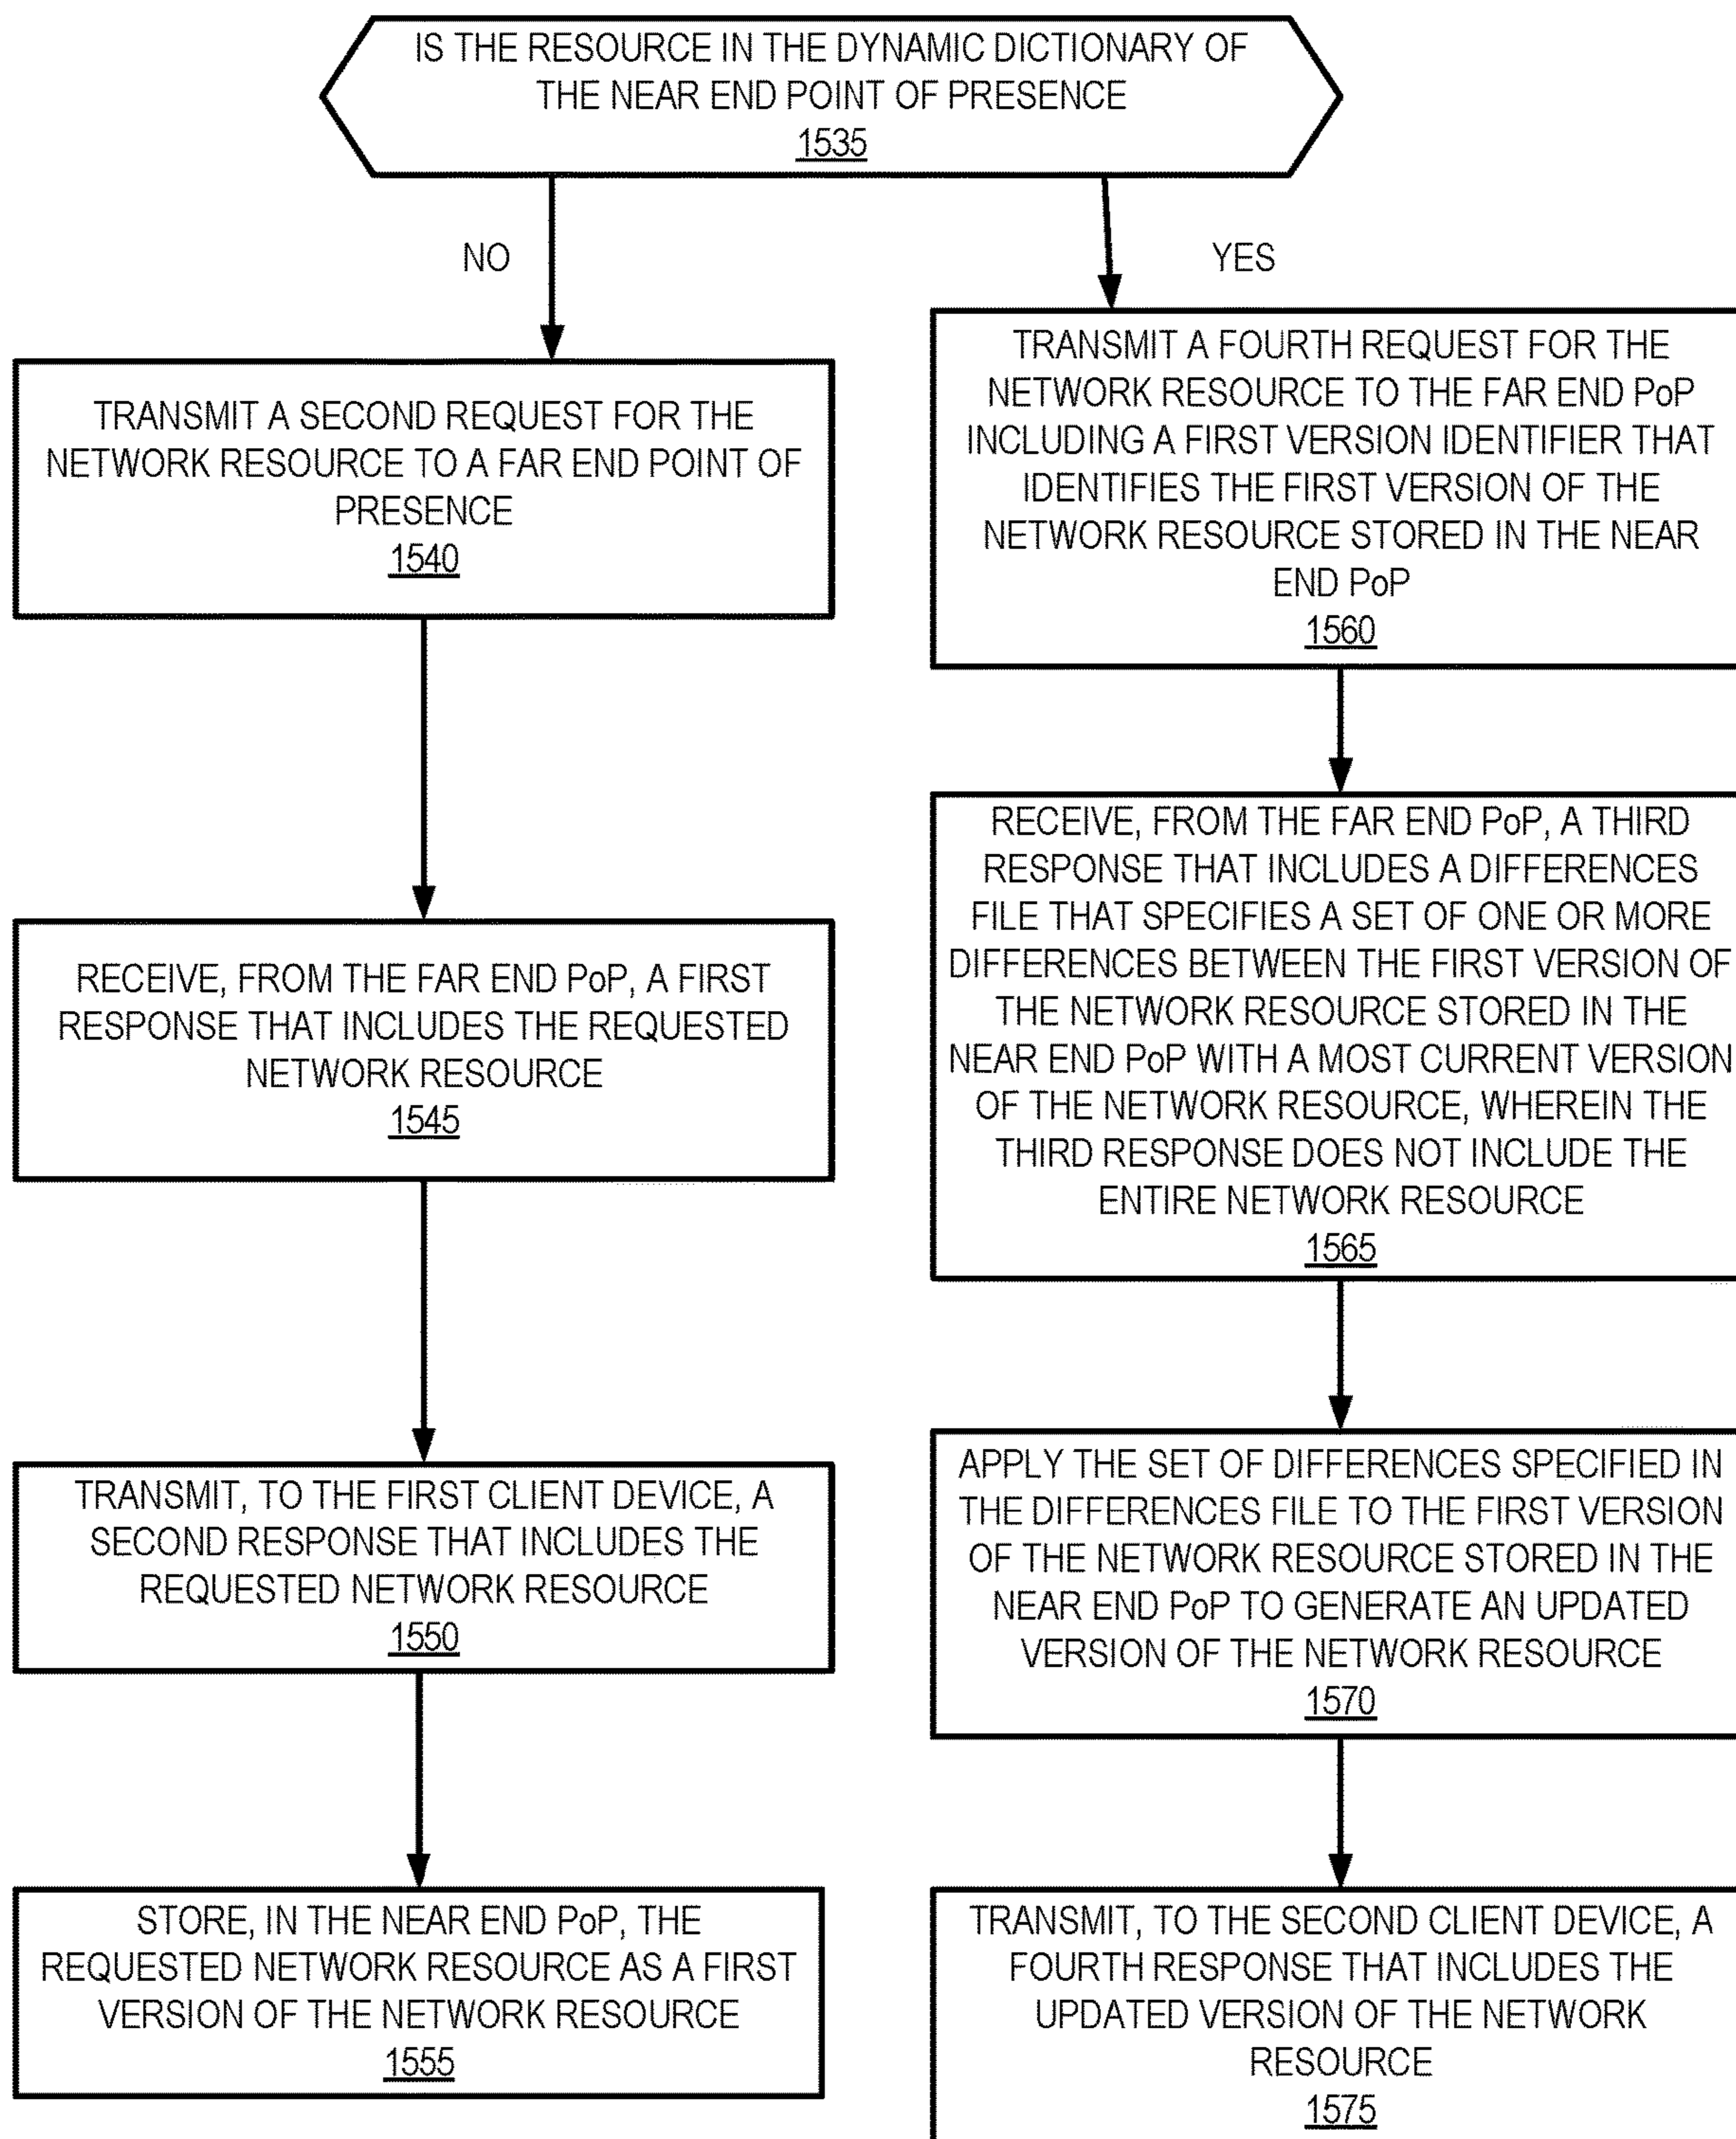 IS THE RESOURCE IN THE DYNAMIC DICTIONARY OF
THE NEAR END POINT OF PRESENCE
1535
NO
YES
TRANSMIT A SECOND REQUEST FOR THE
NETWORK RESOURCE TO A FAR END POINT OF
PRESENCE
1540
RECEIVE, FROM THE FAR END PoP, A FIRST
RESPONSE THAT INCLUDES THE REQUESTED
NETWORK RESOURCE
1545
TRANSMIT, TO THE FIRST CLIENT DEVICE, A
SECOND RESPONSE THAT INCLUDES THE
REQUESTED NETWORK RESOURCE
1550
STORE, IN THE NEAR END PoP, THE
REQUESTED NETWORK RESOURCE AS A FIRST
VERSION OF THE NETWORK RESOURCE
1555
TRANSMIT A FOURTH REQUEST FOR THE
NETWORK RESOURCE TO THE FAR END PoP
INCLUDING A FIRST VERSION IDENTIFIER THAT
IDENTIFIES THE FIRST VERSION OF THE
NETWORK RESOURCE STORED IN THE NEAR
END PoP
1560
RECEIVE, FROM THE FAR END PoP, A THIRD
RESPONSE THAT INCLUDES A DIFFERENCES
FILE THAT SPECIFIES A SET OF ONE OR MORE
DIFFERENCES BETWEEN THE FIRST VERSION OF
THE NETWORK RESOURCE STORED IN THE
NEAR END PoP WITH A MOST CURRENT VERSION
OF THE NETWORK RESOURCE, WHEREIN THE
THIRD RESPONSE DOES NOT INCLUDE THE
ENTIRE NETWORK RESOURCE
1565
APPLY THE SET OF DIFFERENCES SPECIFIED IN
THE DIFFERENCES FILE TO THE FIRST VERSION
OF THE NETWORK RESOURCE STORED IN THE
NEAR END PoP TO GENERATE AN UPDATED
VERSION OF THE NETWORK RESOURCE
1570
TRANSMIT, TO THE SECOND CLIENT DEVICE, A
FOURTH RESPONSE THAT INCLUDES THE
UPDATED VERSION OF THE NETWORK
RESOURCE
1575